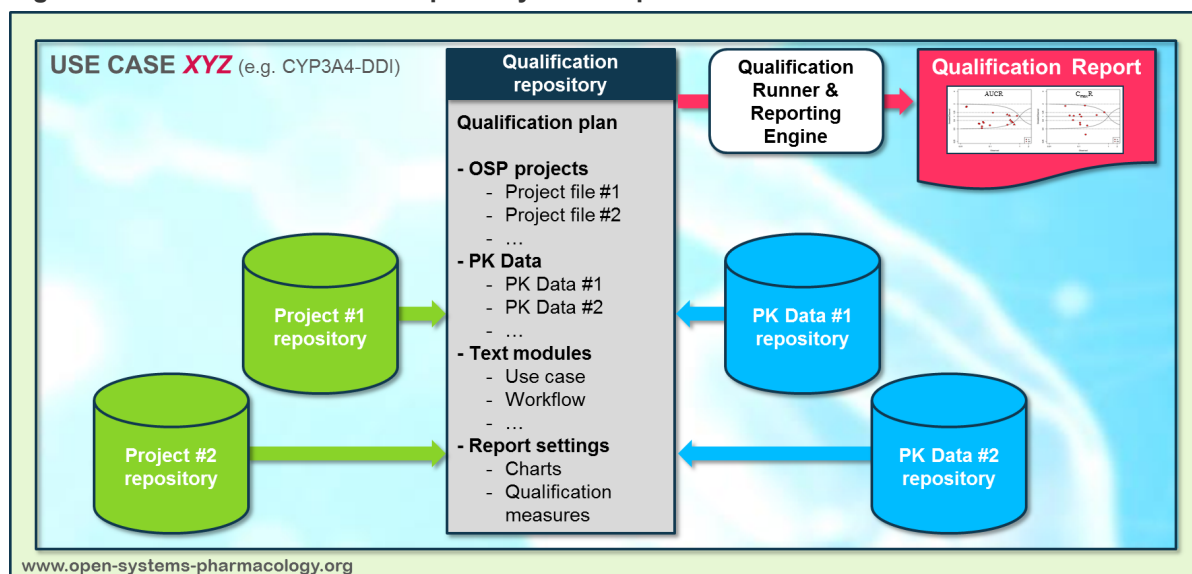 USE CASE XYZ (e.g. CYP3A4-DDI)
Qualification
repository
Qualification plan
- OSP projects
- Project file #1
- Project file #2
- …
- PK Data
- PK Data #1
- PK Data #2
- …
- Text modules
- Use case
- Workflow
- …
- Report settings
- Charts
- Qualification
measures
Qualification
Runner &
Reporting
Engine
Qualification Report
AUCR
CmaxR
Project #1
repository
Project #2
repository
PK Data #1
repository
PK Data #2
repository
www.open-systems-pharmacology.org